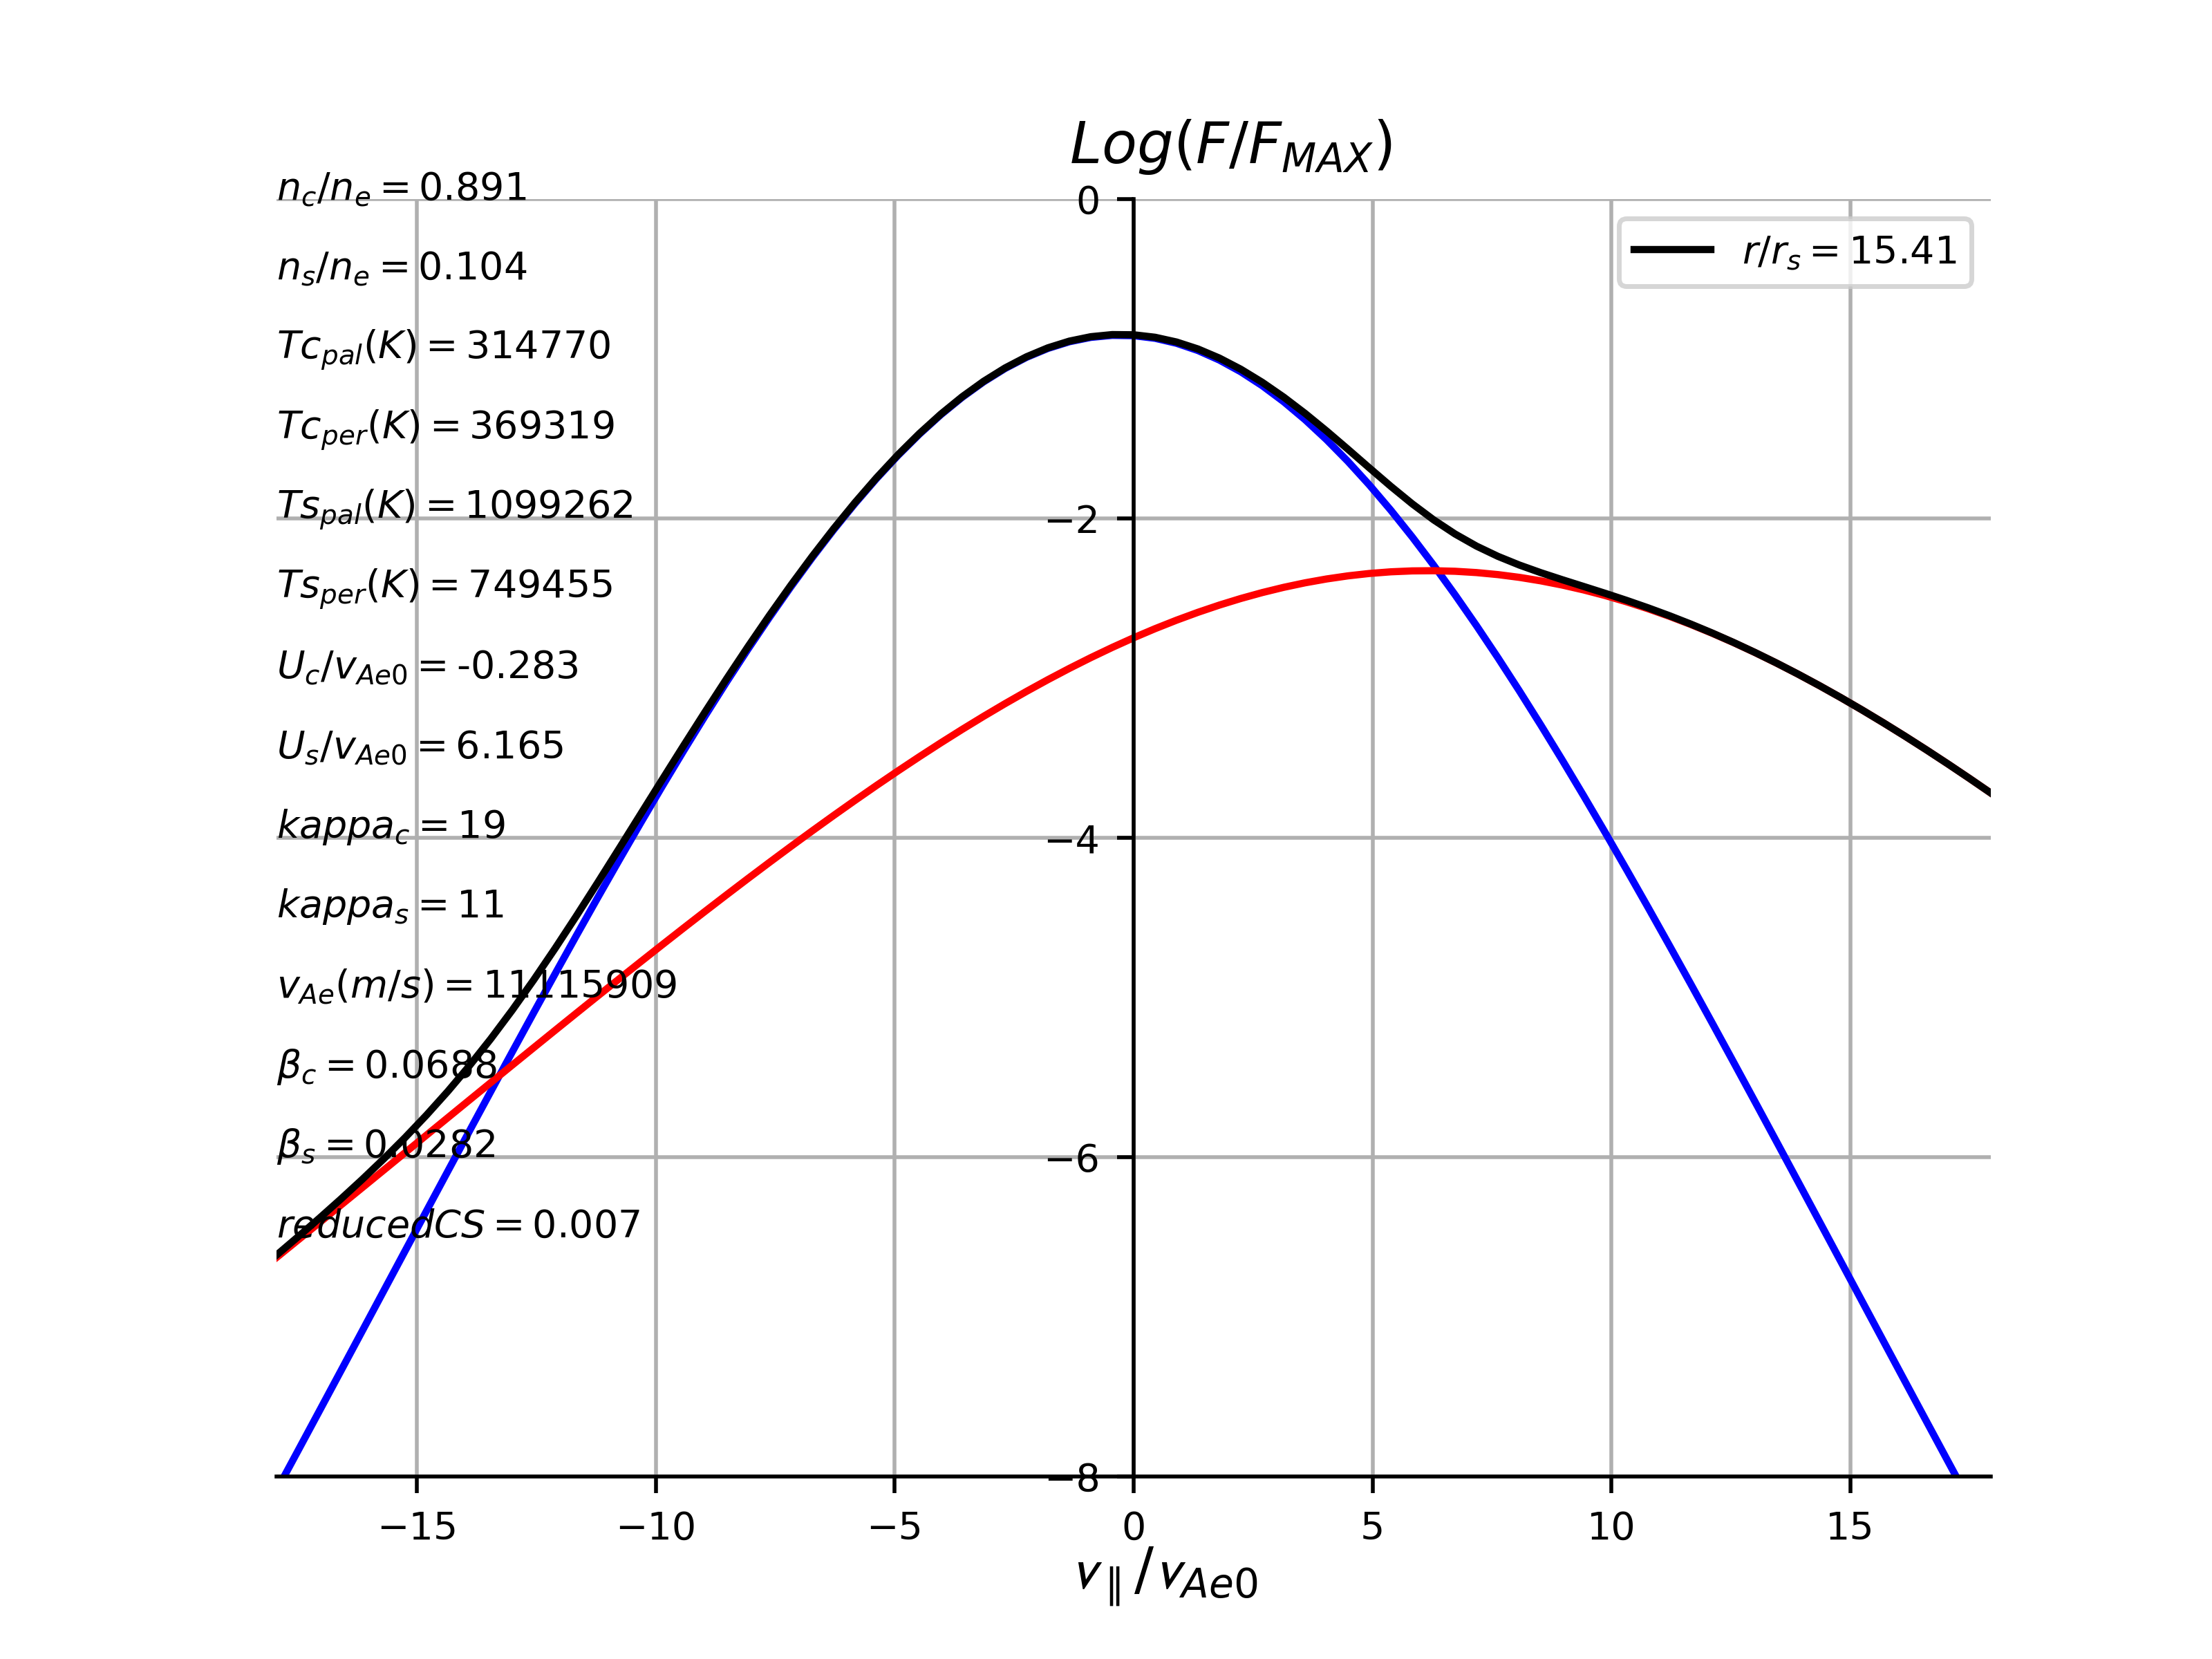 Log(F/F_MAX)
n_c/n_e = 0.891
0
r/r_s = 15.41
n_s/n_e = 0.104
Tc_pal(K) = 314770
Tc_per(K) = 369319
Ts_pal(K) = 1099262
−2
Ts_per(K) = 749455
U_c/v_Ae0 = -0.283
U_s/v_Ae0 = 6.165
kappa_c = 19
−4
kappa_s = 11
v_Ae(m/s) = 11115909
β_c = 0.0688
β_s = 0.0282
−6
reducedCS = 0.007
−8
−15 −10 −5 0 5 10 15
v_∥/v_Ae0